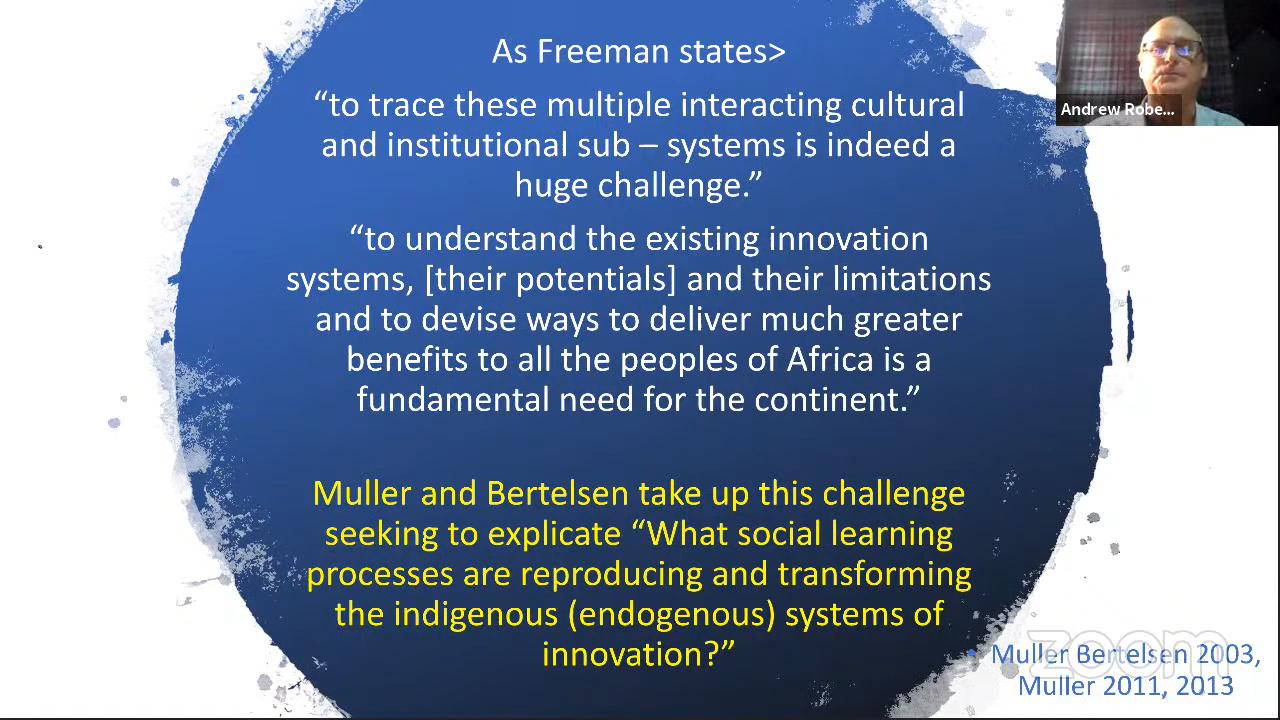 As Freeman states>
“to trace these multiple interacting cultural
and institutional sub – systems is indeed a
huge challenge.”
“to understand the existing innovation
systems, [their potentials] and their limitations
and to devise ways to deliver much greater
benefits to all the peoples of Africa is a
fundamental need for the continent.”
Muller and Bertelsen take up this challenge
seeking to explicate “What social learning
processes are reproducing and transforming
the indigenous (endogenous) systems of
innovation?”
• Muller Bertelsen 2003,
Muller 2011, 2013
Andrew Robe...
zoom